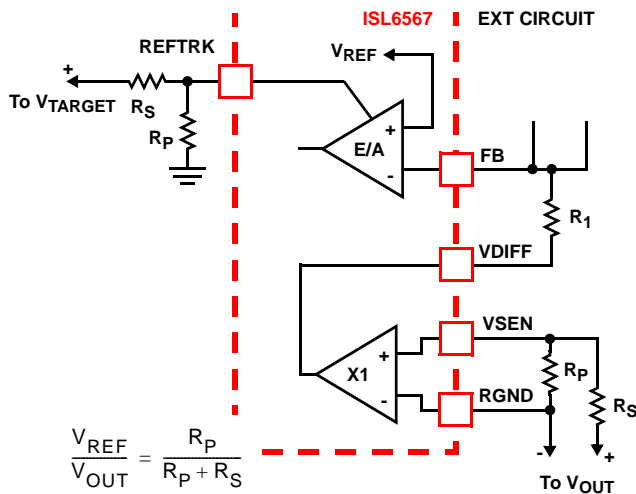 ISL6567 EXT CIRCUIT
REFTRK
VREF
+
To VTARGET
RS
RP
+
E/A
-
FB
R1
VDIFF
VSEN
+
X1
-
RP
RS
RGND
- +
To VOUT
VREF / VOUT = RP / RP + RS